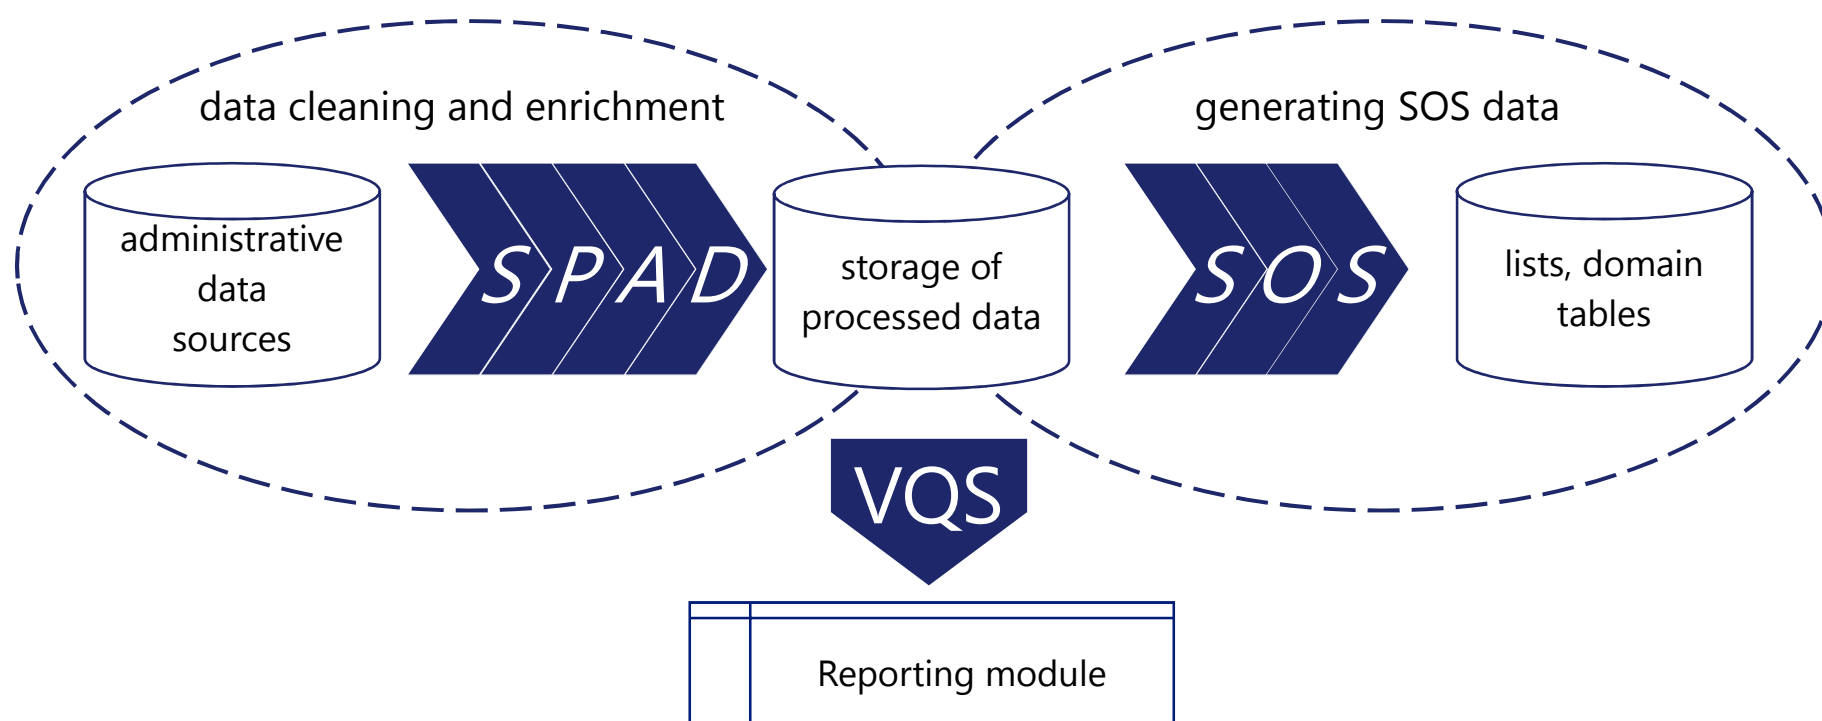 data cleaning and enrichment
generating SOS data
administrative
data
sources
SPAD
storage of
processed data
SOS
lists, domain
tables
VQS
Reporting module